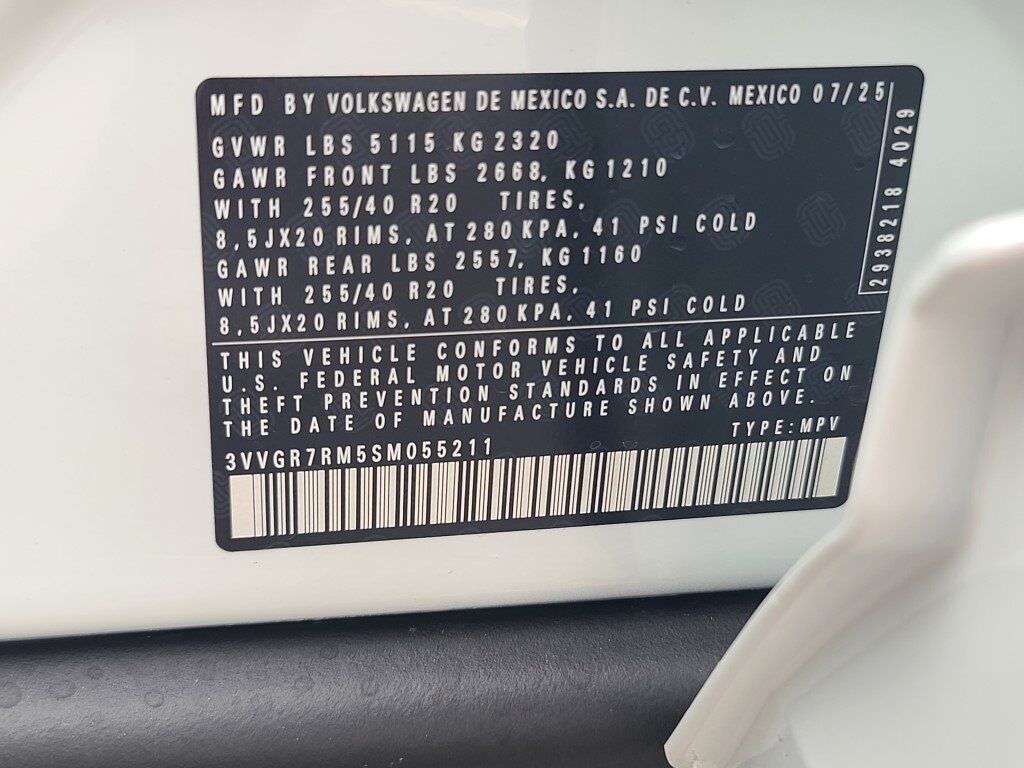 MFD BY VOLKSWAGEN DE MEXICO S.A. DE C.V. MEXICO 07/25
GVWR LBS 5115 KG 2320
GAWR FRONT LBS 2668, KG 1210
WITH 255/40 R20 TIRES,
8,5JX20 RIMS, AT 280 KPA, 41 PSI COLD
GAWR REAR LBS 2557, KG 1160
WITH 255/40 R20 TIRES,
8,5JX20 RIMS, AT 280 KPA, 41 PSI COLD
2938218 4029
THIS VEHICLE CONFORMS TO ALL APPLICABLE
U.S. FEDERAL MOTOR VEHICLE SAFETY AND
THEFT PREVENTION STANDARDS IN EFFECT ON
THE DATE OF MANUFACTURE SHOWN ABOVE.
TYPE: MPV
3VVGR7RM5SM055211